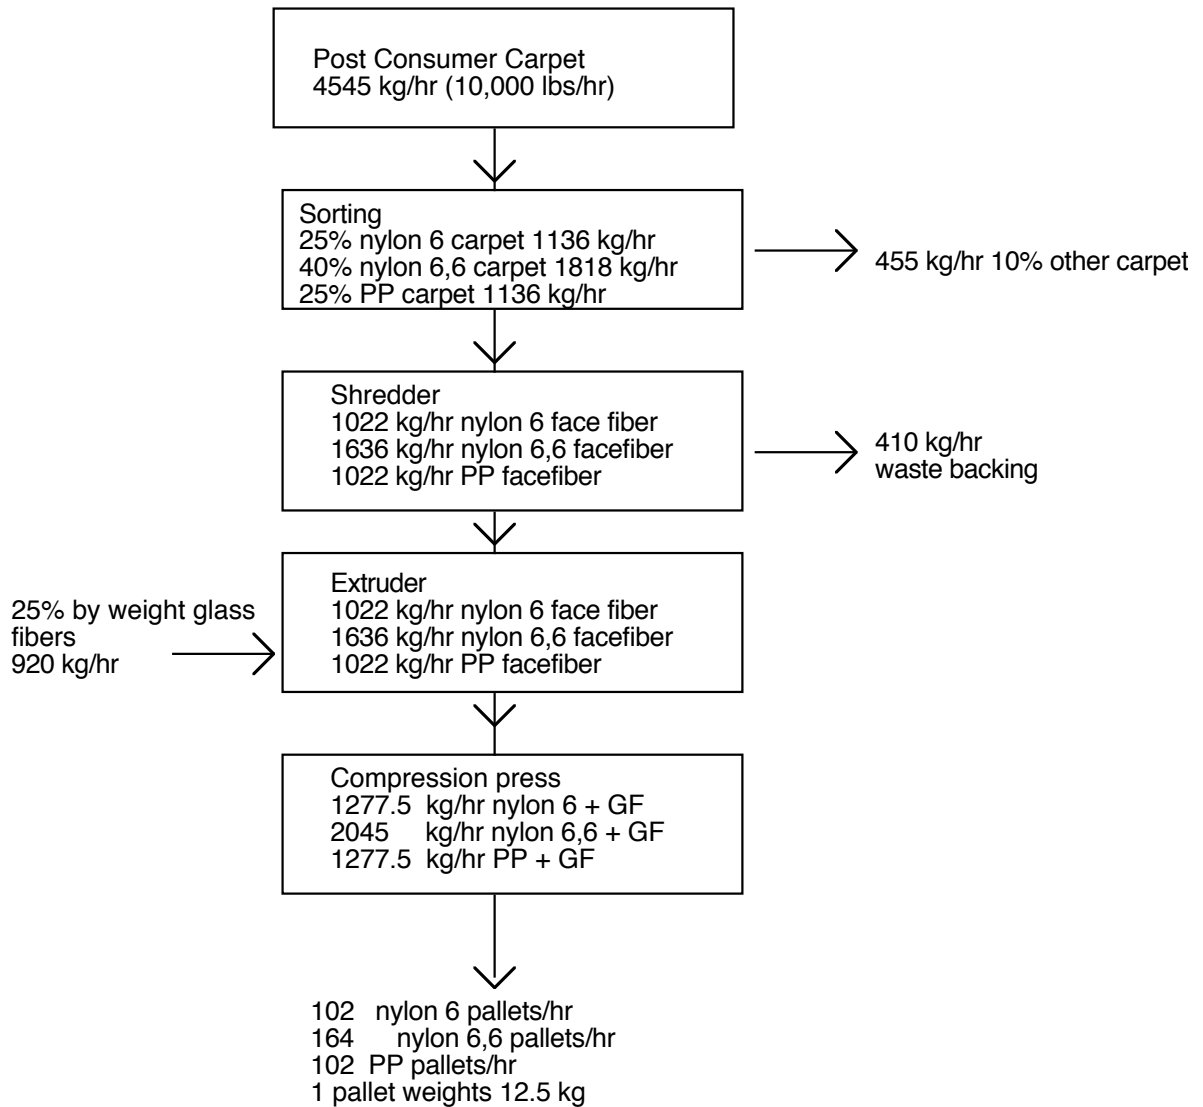 Post Consumer Carpet
4545 kg/hr (10,000 lbs/hr)
Sorting
25% nylon 6 carpet 1136 kg/hr
40% nylon 6,6 carpet 1818 kg/hr
25% PP carpet 1136 kg/hr
455 kg/hr 10% other carpet
Shredder
1022 kg/hr nylon 6 face fiber
1636 kg/hr nylon 6,6 facefiber
1022 kg/hr PP facefiber
410 kg/hr
waste backing
25% by weight glass
fibers
920 kg/hr
Extruder
1022 kg/hr nylon 6 face fiber
1636 kg/hr nylon 6,6 facefiber
1022 kg/hr PP facefiber
Compression press
1277.5 kg/hr nylon 6 + GF
2045 kg/hr nylon 6,6 + GF
1277.5 kg/hr PP + GF
102 nylon 6 pallets/hr
164 nylon 6,6 pallets/hr
102 PP pallets/hr
1 pallet weights 12.5 kg